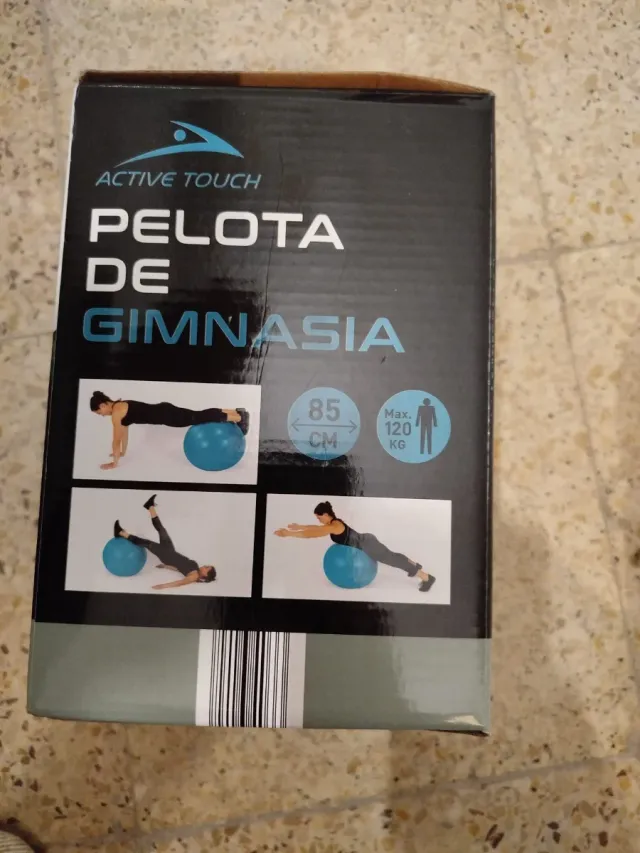 ACTIVE TOUCH
PELOTA
DE
GIMNASIA
85
CM
Max.
120
KG